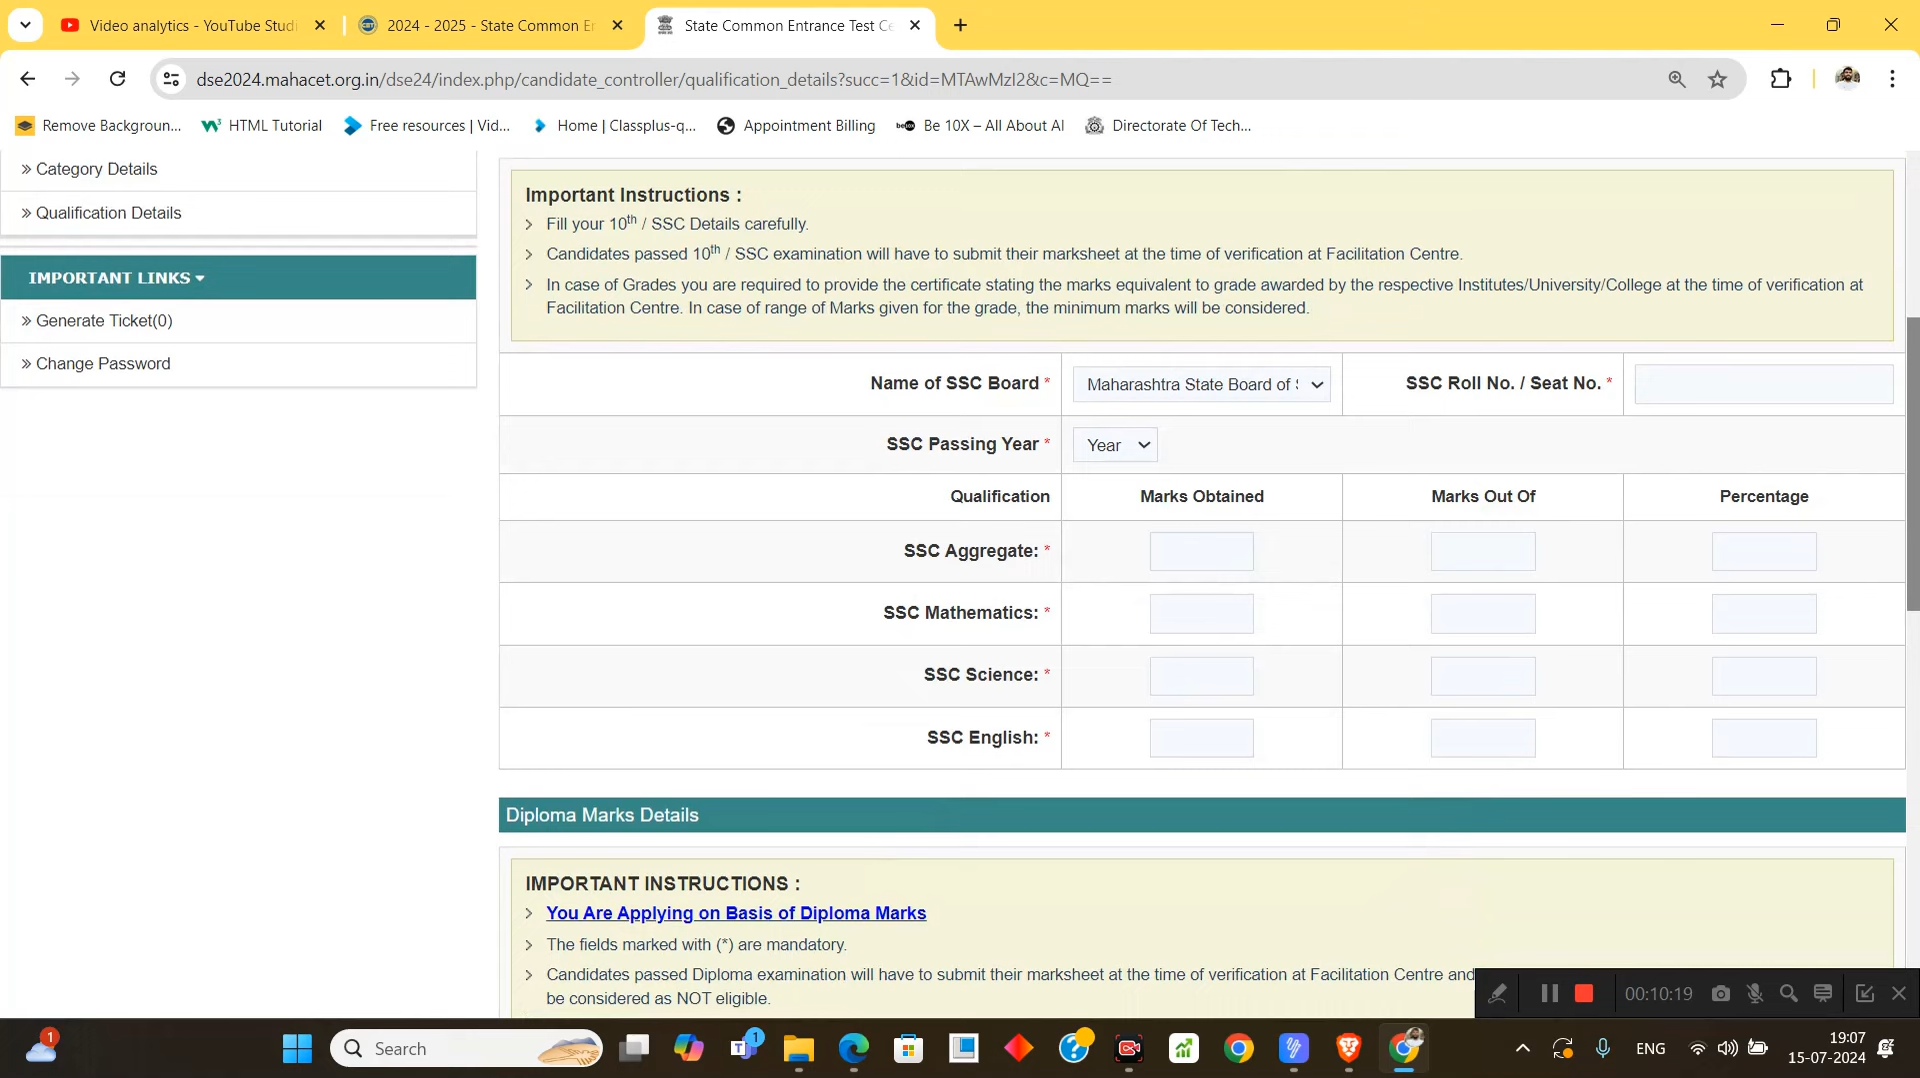 Video analytics - YouTube Studi
2024 - 2025 - State Common E
State Common Entrance Test Ce
dse2024.mahacet.org.in/dse24/index.php/candidate_controller/qualification_details?succ=1&id=MTAwMzI2&c=MQ==
Remove Backgroun...
HTML Tutorial
Free resources | Vid...
Home | Classplus-q...
Appointment Billing
Be 10X – All About AI
Directorate Of Tech...
» Category Details
» Qualification Details
IMPORTANT LINKS
» Generate Ticket(0)
» Change Password
Important Instructions :
Fill your 10th / SSC Details carefully.
Candidates passed 10th / SSC examination will have to submit their marksheet at the time of verification at Facilitation Centre.
In case of Grades you are required to provide the certificate stating the marks equivalent to grade awarded by the respective Institutes/University/College at the time of verification at
Facilitation Centre. In case of range of Marks given for the grade, the minimum marks will be considered.
Name of SSC Board * Maharashtra State Board of SSC Roll No. / Seat No. *
SSC Passing Year * Year
Qualification Marks Obtained Marks Out Of Percentage
SSC Aggregate: *
SSC Mathematics: *
SSC Science: *
SSC English: *
Diploma Marks Details
IMPORTANT INSTRUCTIONS :
You Are Applying on Basis of Diploma Marks
The fields marked with (*) are mandatory.
Candidates passed Diploma examination will have to submit their marksheet at the time of verification at Facilitation Centre and
be considered as NOT eligible.
00:10:19
1
Search
1
ENG
19:07
15-07-2024